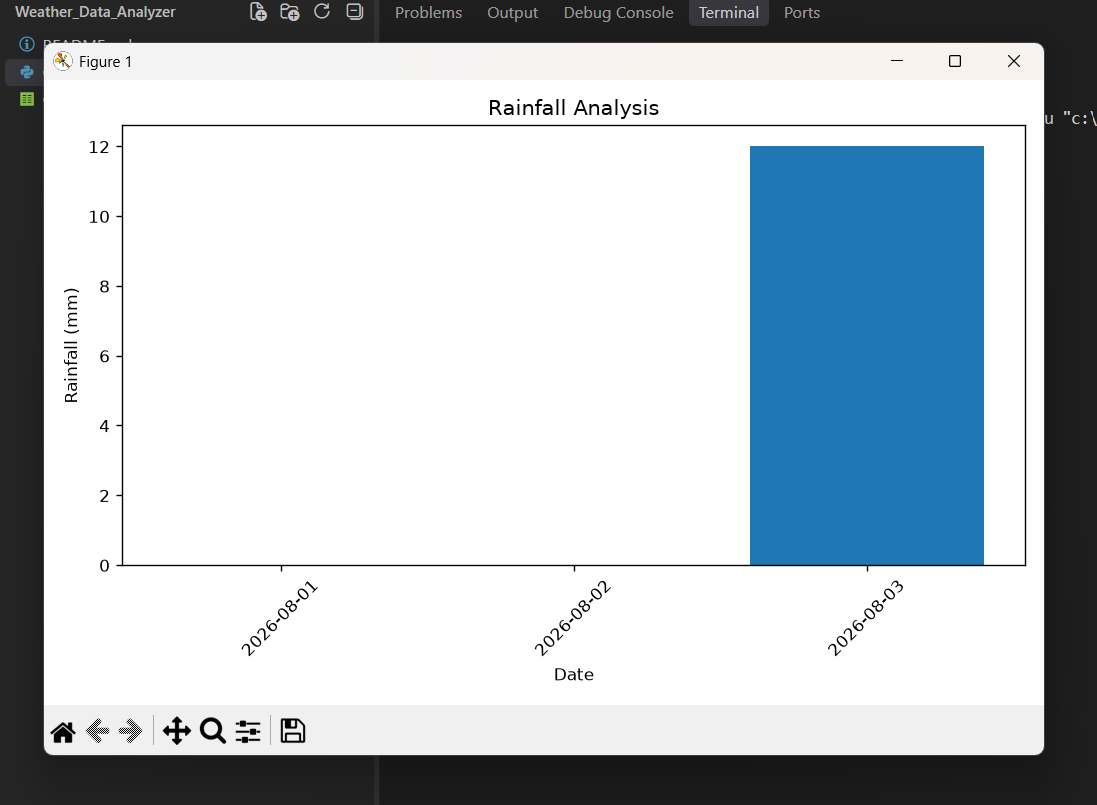 Weather_Data_Analyzer
Problems Output Debug Console Terminal Ports
Figure 1
u "c:\
Rainfall Analysis
12
10
8
6
4
2
0
Rainfall (mm)
2026-08-01 2026-08-02 2026-08-03
Date